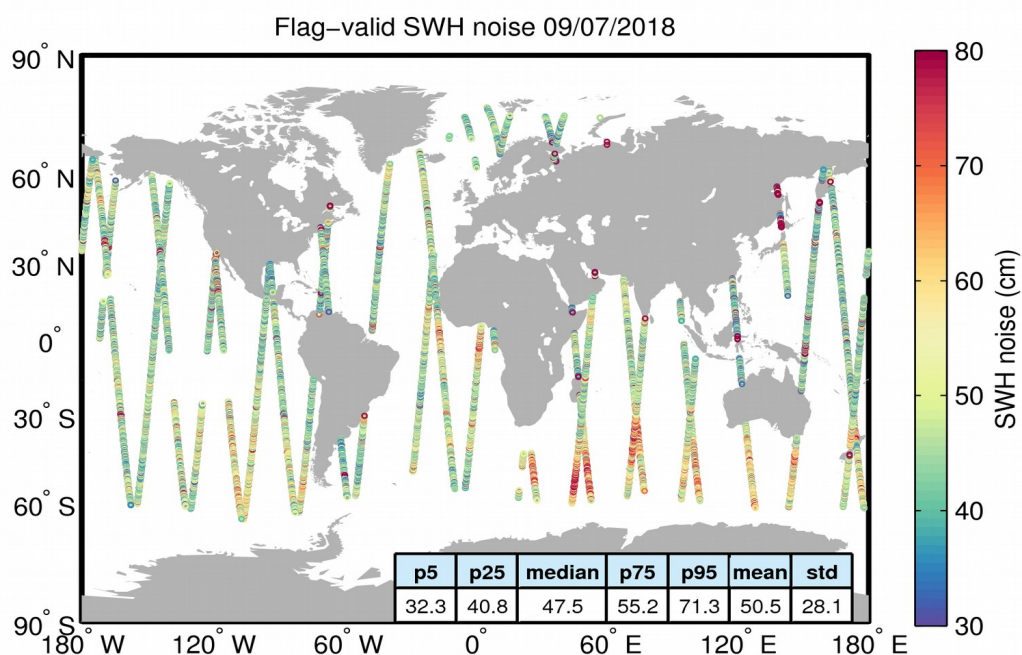 Flag−valid SWH noise 09/07/2018
90° N
60° N
30° N
0°
30° S
60° S
90° S
180° W
120° W
60° W
0°
60° E
120° E
180° E
80
70
60
50
40
30
SWH noise (cm)
p5 p25 median p75 p95 mean std
32.3 40.8 47.5 55.2 71.3 50.5 28.1